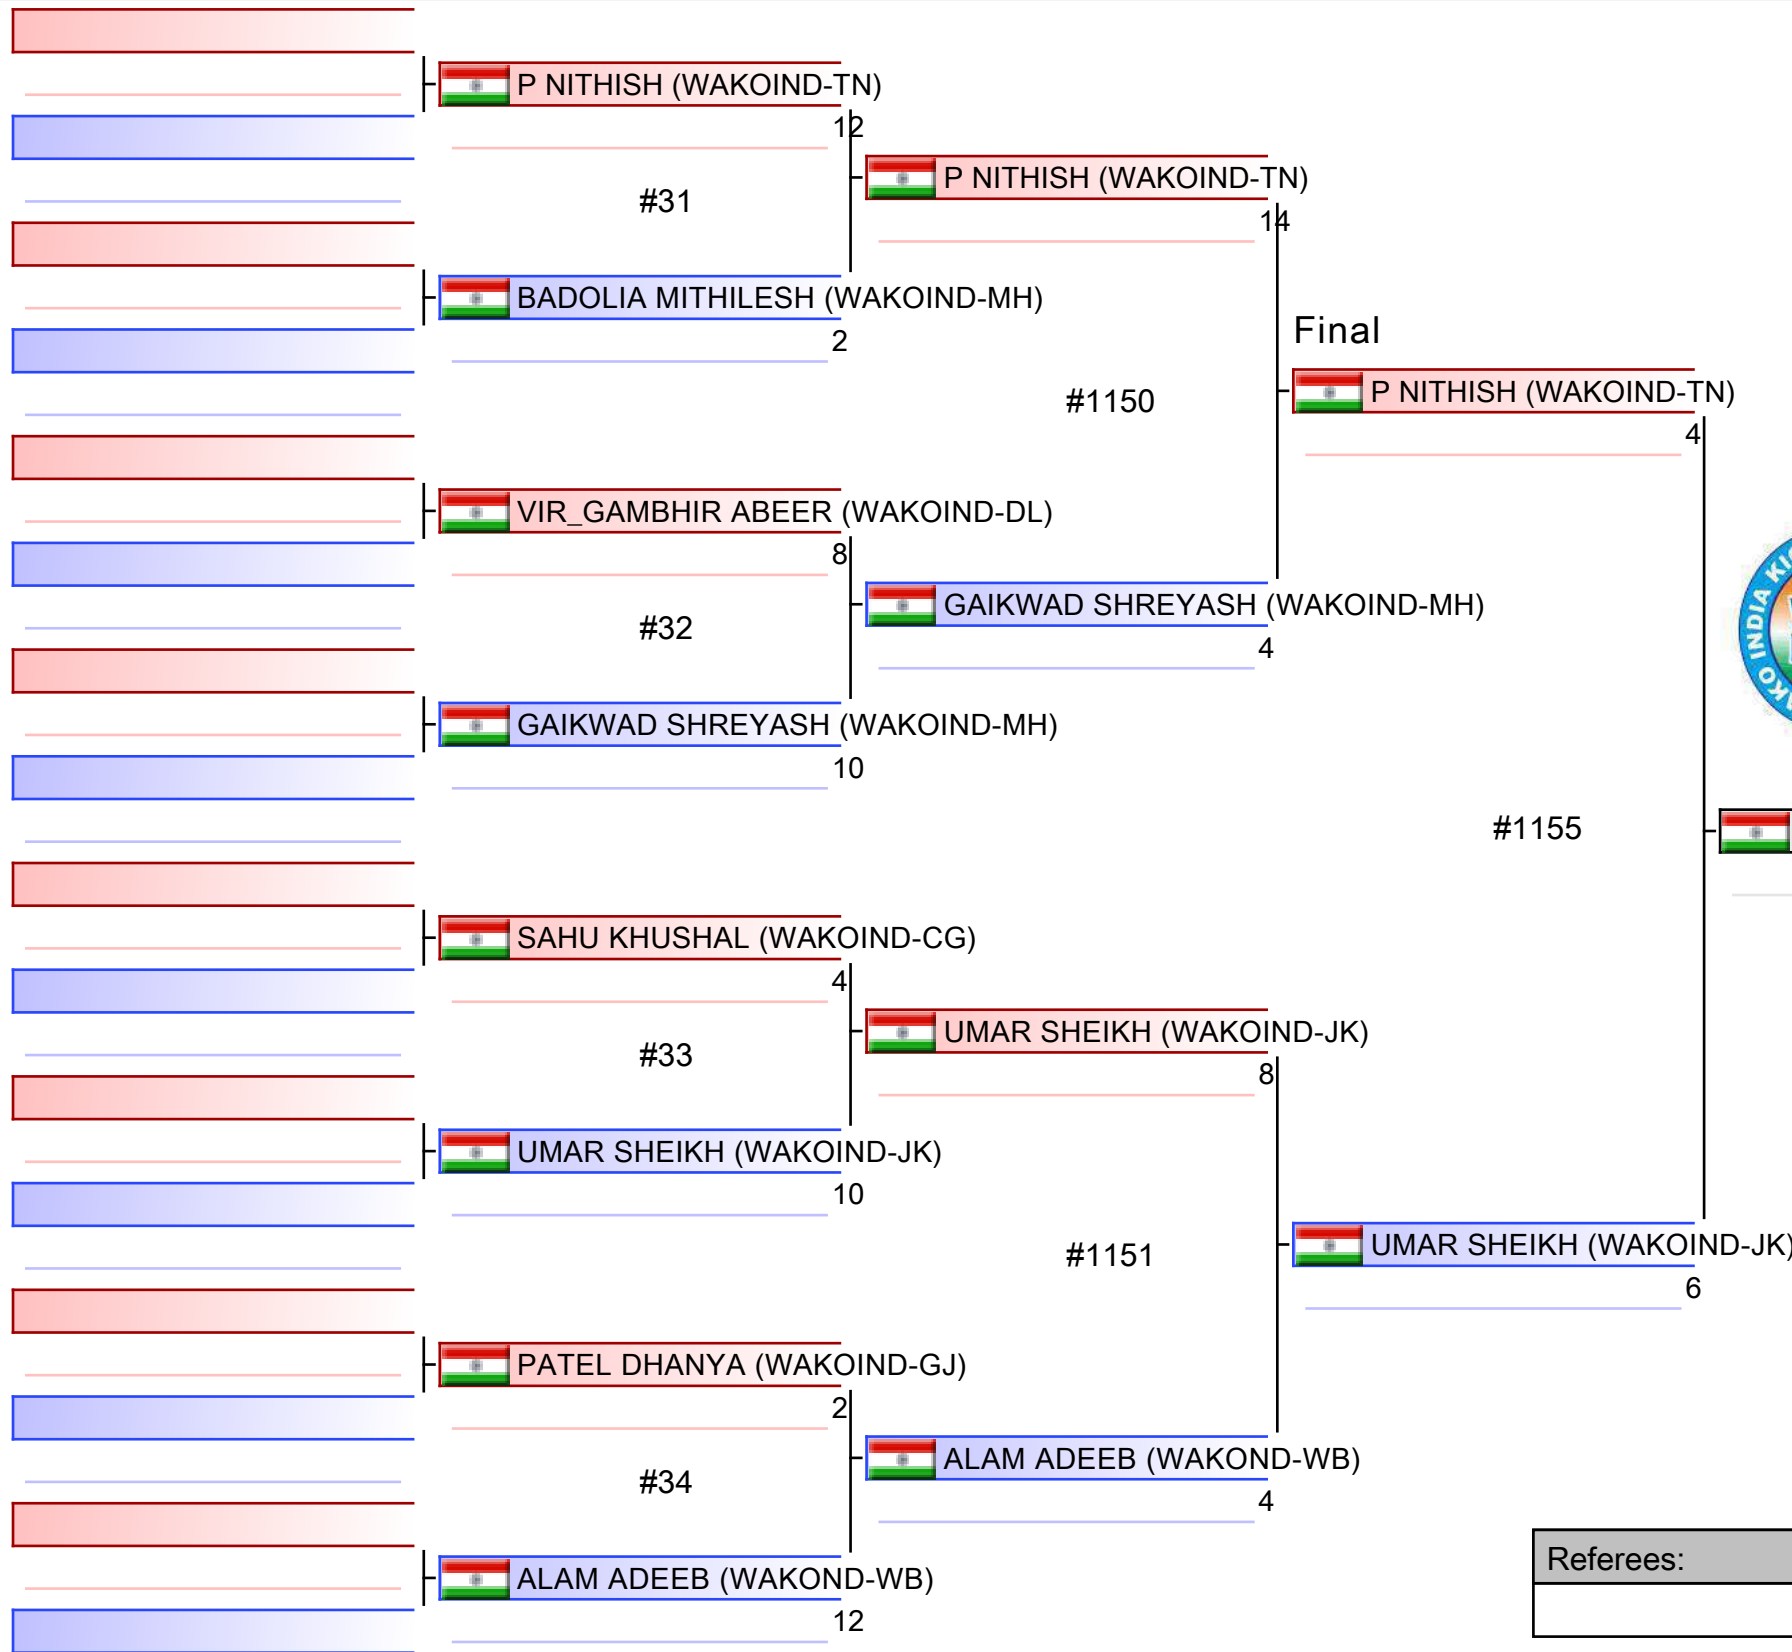 P NITHISH (WAKOIND-TN)
12
#31
BADOLIA MITHILESH (WAKOIND-MH)
2
VIR_GAMBHIR ABEER (WAKOIND-DL)
8
#32
GAIKWAD SHREYASH (WAKOIND-MH)
10
SAHU KHUSHAL (WAKOIND-CG)
4
#33
UMAR SHEIKH (WAKOIND-JK)
10
PATEL DHANYA (WAKOIND-GJ)
2
#34
ALAM ADEEB (WAKOND-WB)
12
P NITHISH (WAKOIND-TN)
14
#1150
GAIKWAD SHREYASH (WAKOIND-MH)
4
UMAR SHEIKH (WAKOIND-JK)
8
#1151
ALAM ADEEB (WAKOND-WB)
4
Final
P NITHISH (WAKOIND-TN)
4
#1155
UMAR SHEIKH (WAKOIND-JK)
6
INDIA
Referees: